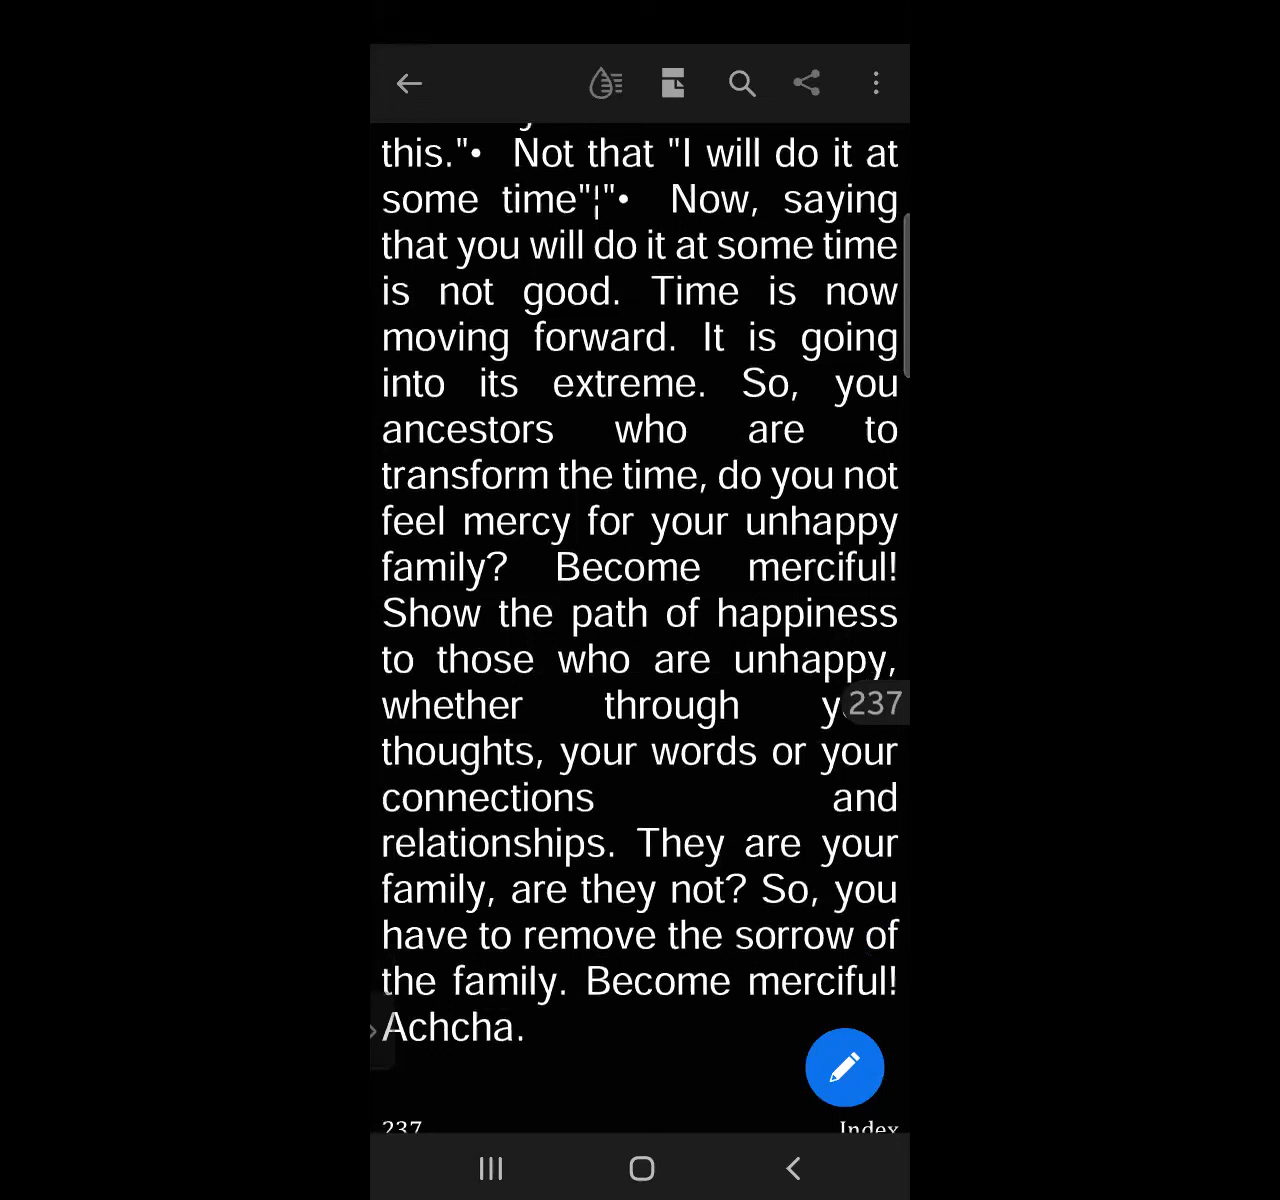 this."• Not that "I will do it at
some time"¦"• Now, saying
that you will do it at some time
is not good. Time is now
moving forward. It is going
into its extreme. So, you
ancestors who are to
transform the time, do you not
feel mercy for your unhappy
family? Become merciful!
Show the path of happiness
to those who are unhappy,
whether through
237
thoughts, your words or your
connections and
relationships. They are your
family, are they not? So, you
have to remove the sorrow of
the family. Become merciful!
Achcha.
237 Index